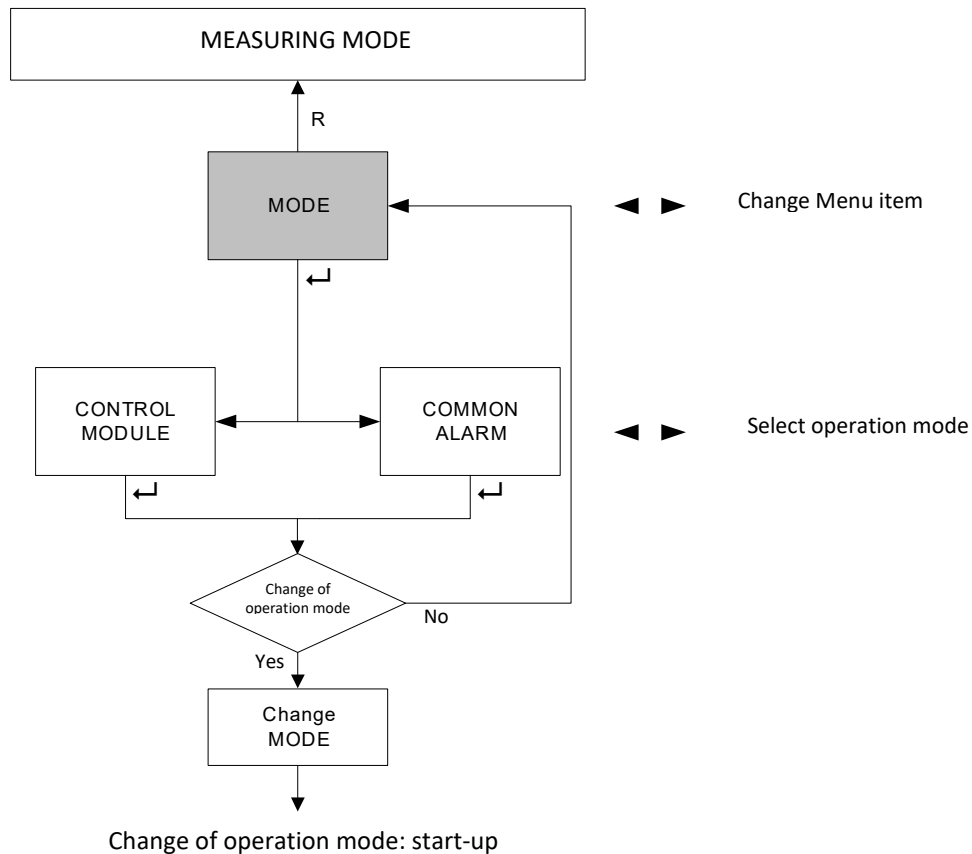 MEASURING MODE
R
MODE
Change Menu item
CONTROL
MODULE
COMMON
ALARM
Select operation mode
Change of
operation mode
No
Yes
Change
MODE
Change of operation mode: start-up